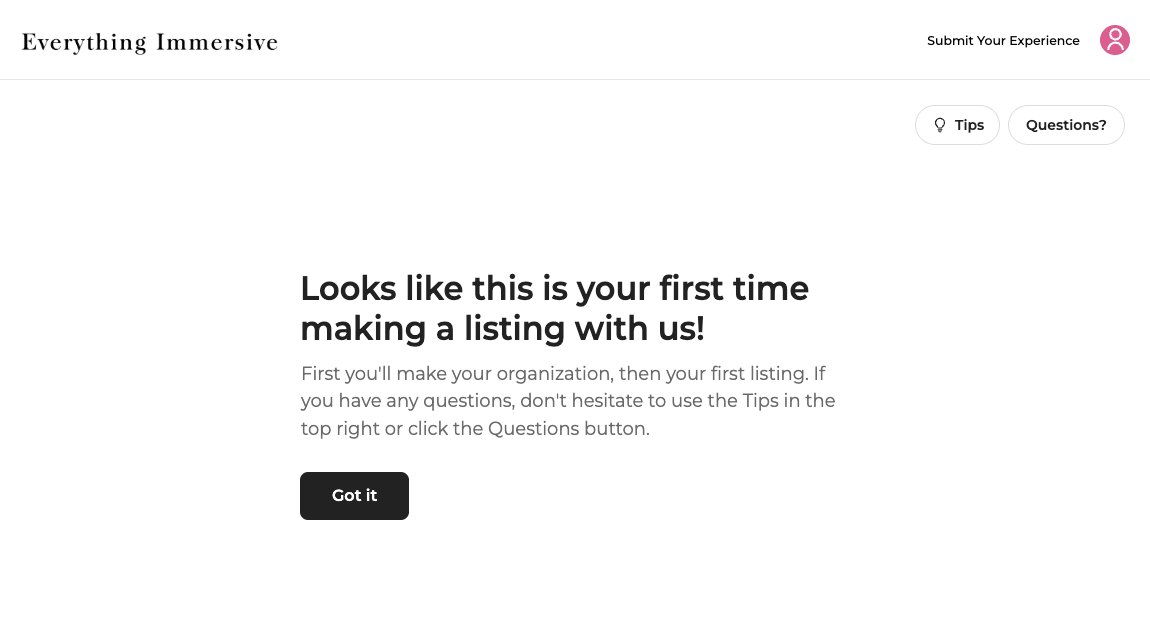 Everything Immersive
Submit Your Experience
Tips
Questions?
Looks like this is your first time
making a listing with us!
First you'll make your organization, then your first listing. If
you have any questions, don't hesitate to use the Tips in the
top right or click the Questions button.
Got it